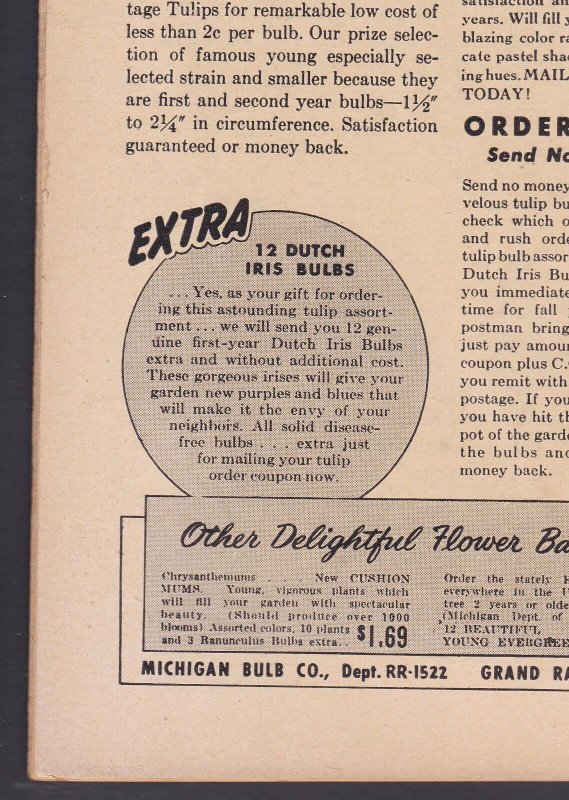 tage Tulips for remarkable low cost of
less than 2c per bulb. Our prize selec-
tion of famous young especially se-
lected strain and smaller because they
are first and second year bulbs—1½″
to 2¼″ in circumference. Satisfaction
guaranteed or money back.
EXTRA
12 DUTCH
IRIS BULBS
. . . Yes, as your gift for order-
ing this astounding tulip assort-
ment . . . we will send you 12 gen-
uine first-year Dutch Iris Bulbs
extra and without additional cost.
These gorgeous irises will give your
garden new purples and blues that
will make it the envy of your
neighbors. All solid disease-
free bulbs . . . extra just
for mailing your tulip
order coupon now.
satisfaction an
years. Will fill y
blazing color ra
cate pastel shad
ing hues. MAIL
TODAY!
ORDER
Send No
Send no money
velous tulip bu
check which o
and rush orde
tulip bulb assor
Dutch Iris Bu
you immediate
time for fall
postman bring
just pay amoun
coupon plus C.
you remit with
postage. If you
you have hit th
pot of the garde
the bulbs and
money back.
Other Delightful Flower Ba
Chrysanthemums . . . . New CUSHION
MUMS. Young, vigorous plants which
will fill your garden with spectacular
beauty. (Should produce over 1000
blooms) Assorted colors, 10 plants
and 3 Ranunculus Bulbs extra.. $1.69
Order the stately
everywhere in the U
tree 2 years or olde
(Michigan Dept. of
12 BEAUTIFUL
YOUNG EVERGREE
MICHIGAN BULB CO., Dept. RR-1522 GRAND RA